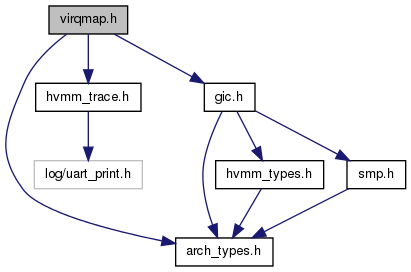 virqmap.h
hvmm_trace.h
gic.h
log/uart_print.h
hvmm_types.h
smp.h
arch_types.h